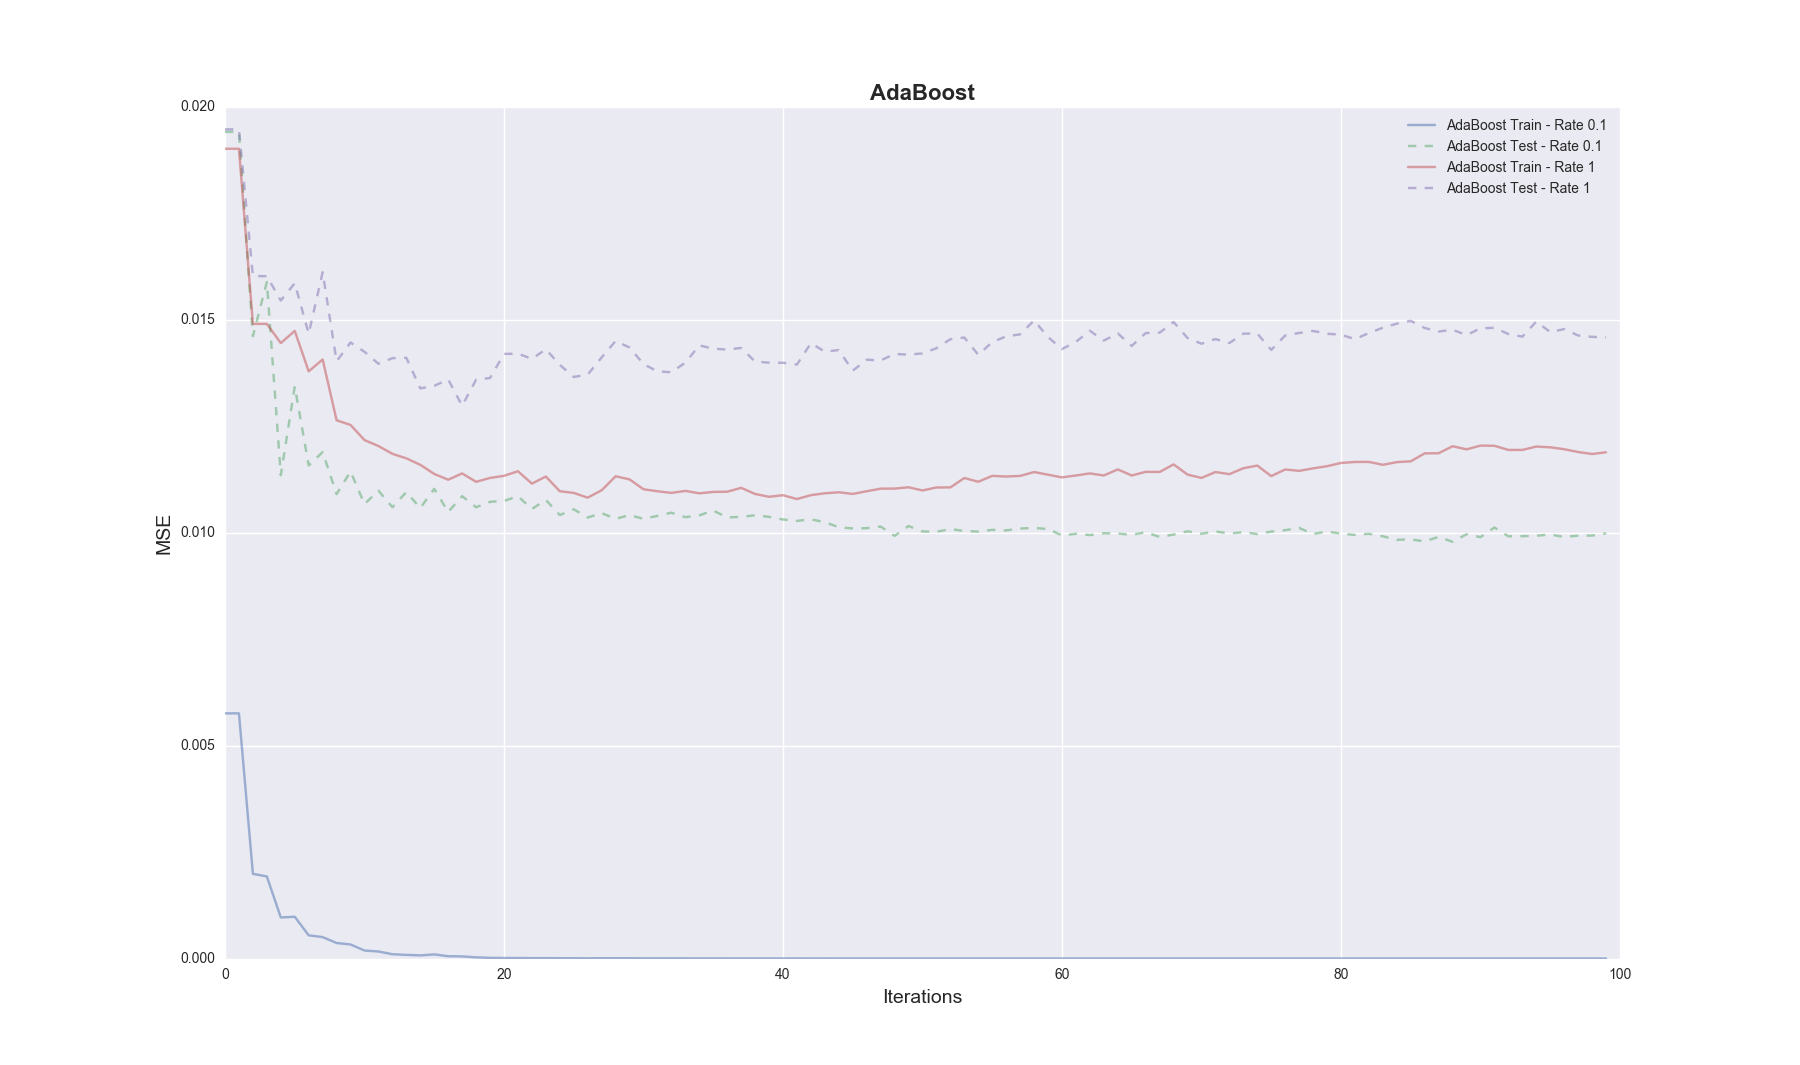 AdaBoost
0.020
0.015
0.010
0.005
0.000
MSE
AdaBoost Train - Rate 0.1
AdaBoost Test - Rate 0.1
AdaBoost Train - Rate 1
AdaBoost Test - Rate 1
0 20 40 60 80 100
Iterations